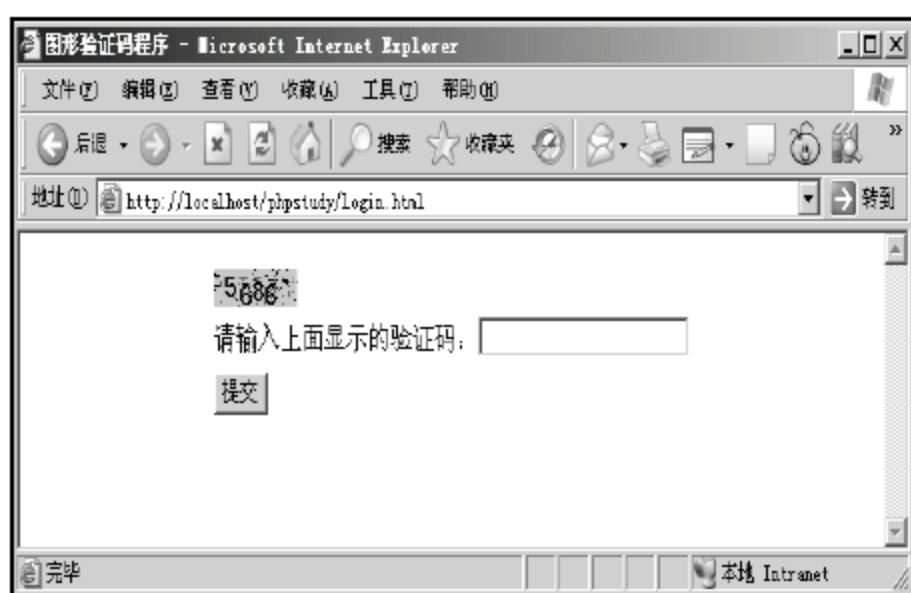 图形验证码程序 - Microsoft Internet Explorer
文件(F) 编辑(E) 查看(V) 收藏(A) 工具(T) 帮助(H)
后退 搜索 收藏夹 »
地址(D) http://localhost/phpstudy/login.html 转到
5686
请输入上面显示的验证码：
提交
完毕 本地 Intranet